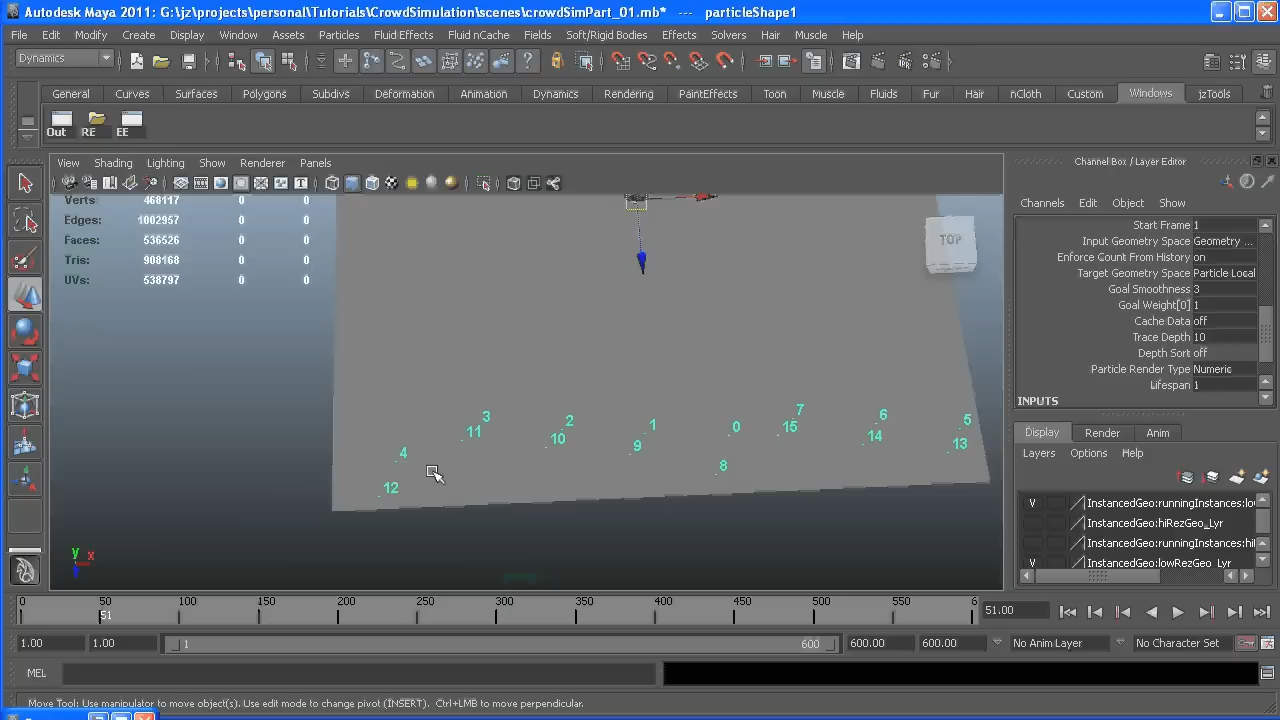 Autodesk Maya 2011: G:\jz\projects\personal\Tutorials\CrowdSimulation\scenes\crowdSimPart_01.mb* --- particleShape1
File Edit Modify Create Display Window Assets Particles Fluid Effects Fluid nCache Fields Soft/Rigid Bodies Effects Solvers Hair Muscle Help
Dynamics
General Curves Surfaces Polygons Subdivs Deformation Animation Dynamics Rendering PaintEffects Toon Muscle Fluids Fur Hair nCloth Custom Windows jzTools
Out RE EE
View Shading Lighting Show Renderer Panels
Channel Box / Layer Editor
Channels Edit Object Show
Verts 468117 0 0
Edges: 1002957 0 0
Faces: 536526 0 0
Tris: 908168 0 0
UVs: 538797 0 0
TOP
Start Frame 1
Input Geometry Space Geometry ...
Enforce Count From History on
Target Geometry Space Particle Local
Goal Smoothness 3
Goal Weight[0] 1
Cache Data off
Trace Depth 10
Depth Sort off
Particle Render Type Numeric
Lifespan 1
INPUTS
3 2 1 0 7 6 5
11 10 9 15 14 13
4 8
12
y x
Display Render Anim
Layers Options Help
V InstancedGeo:runningInstances:lo
InstancedGeo:hiRezGeo_Lyr
InstancedGeo:runningInstances:hi
V InstancedGeo:lowRezGeo_Lyr
0 50 100 150 200 250 300 350 400 450 500 550 6
51
51.00
1.00 1.00 1 600 600.00 600.00 No Anim Layer No Character Set
MEL
Move Tool: Use manipulator to move object(s). Use edit mode to change pivot (INSERT). Ctrl+LMB to move perpendicular.